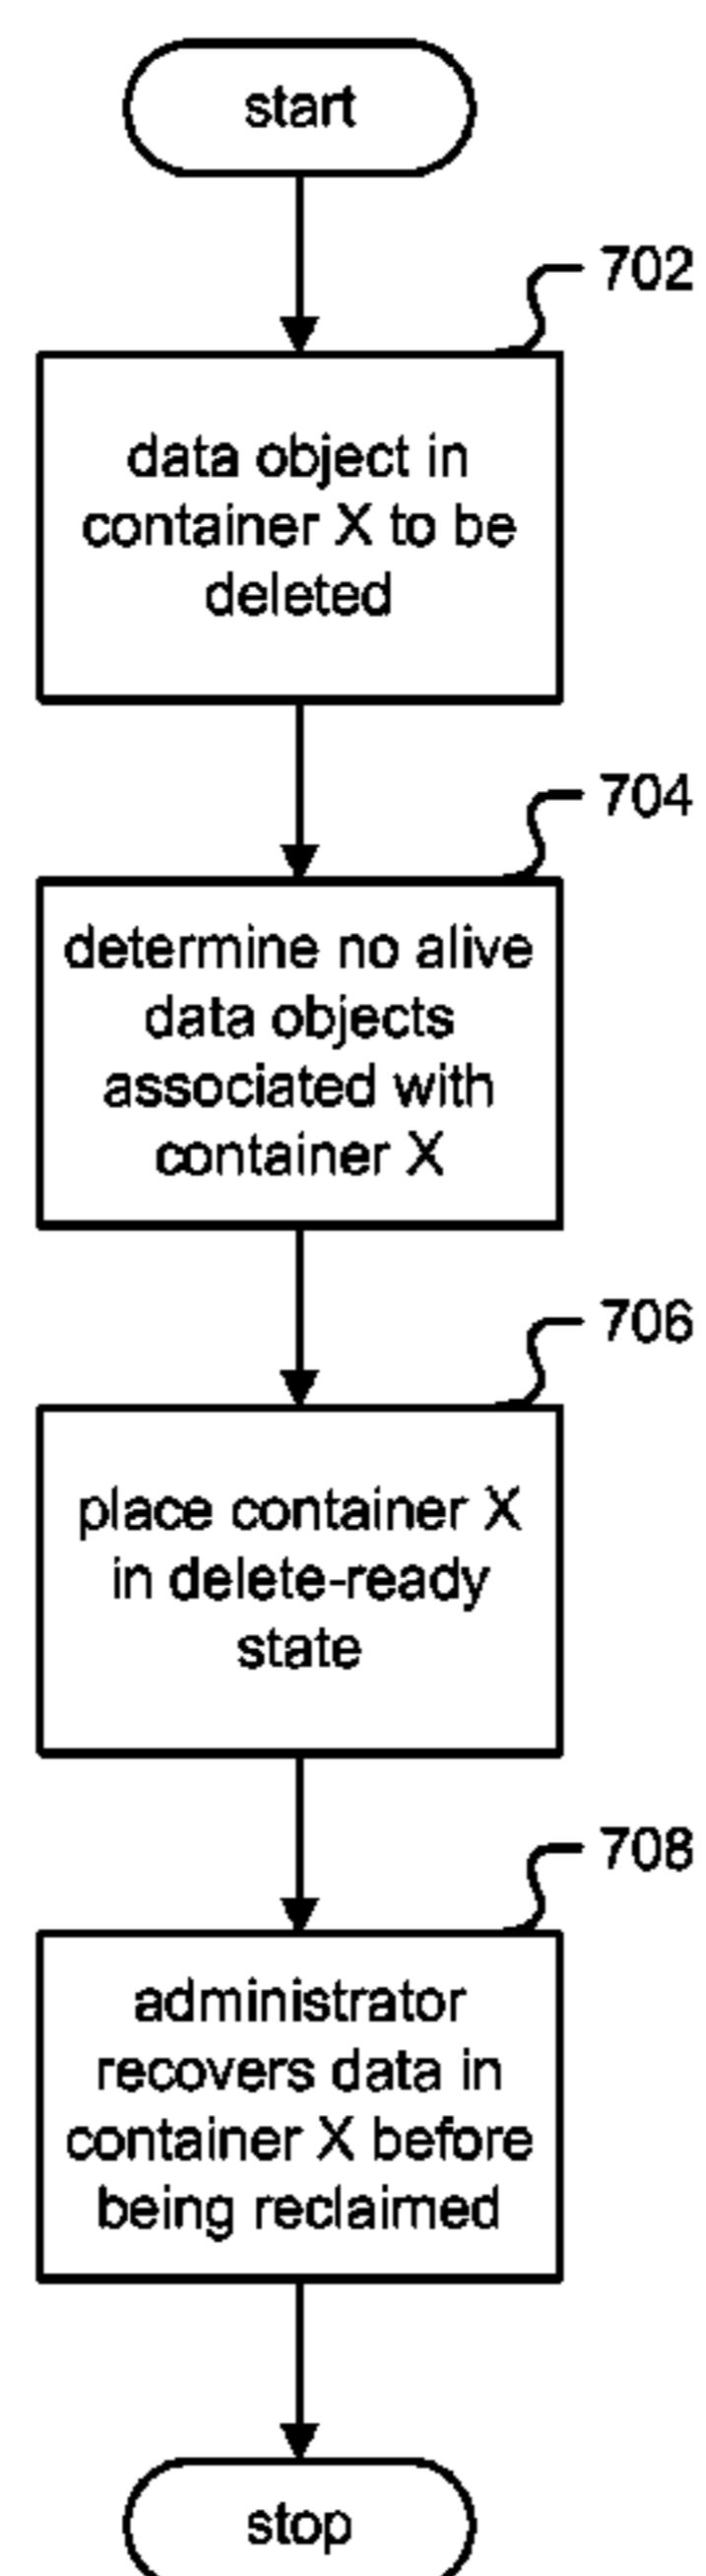 start
702
data object in
container X to be
deleted
704
determine no alive
data objects
associated with
container X
706
place container X
in delete-ready
state
708
administrator
recovers data in
container X before
being reclaimed
stop